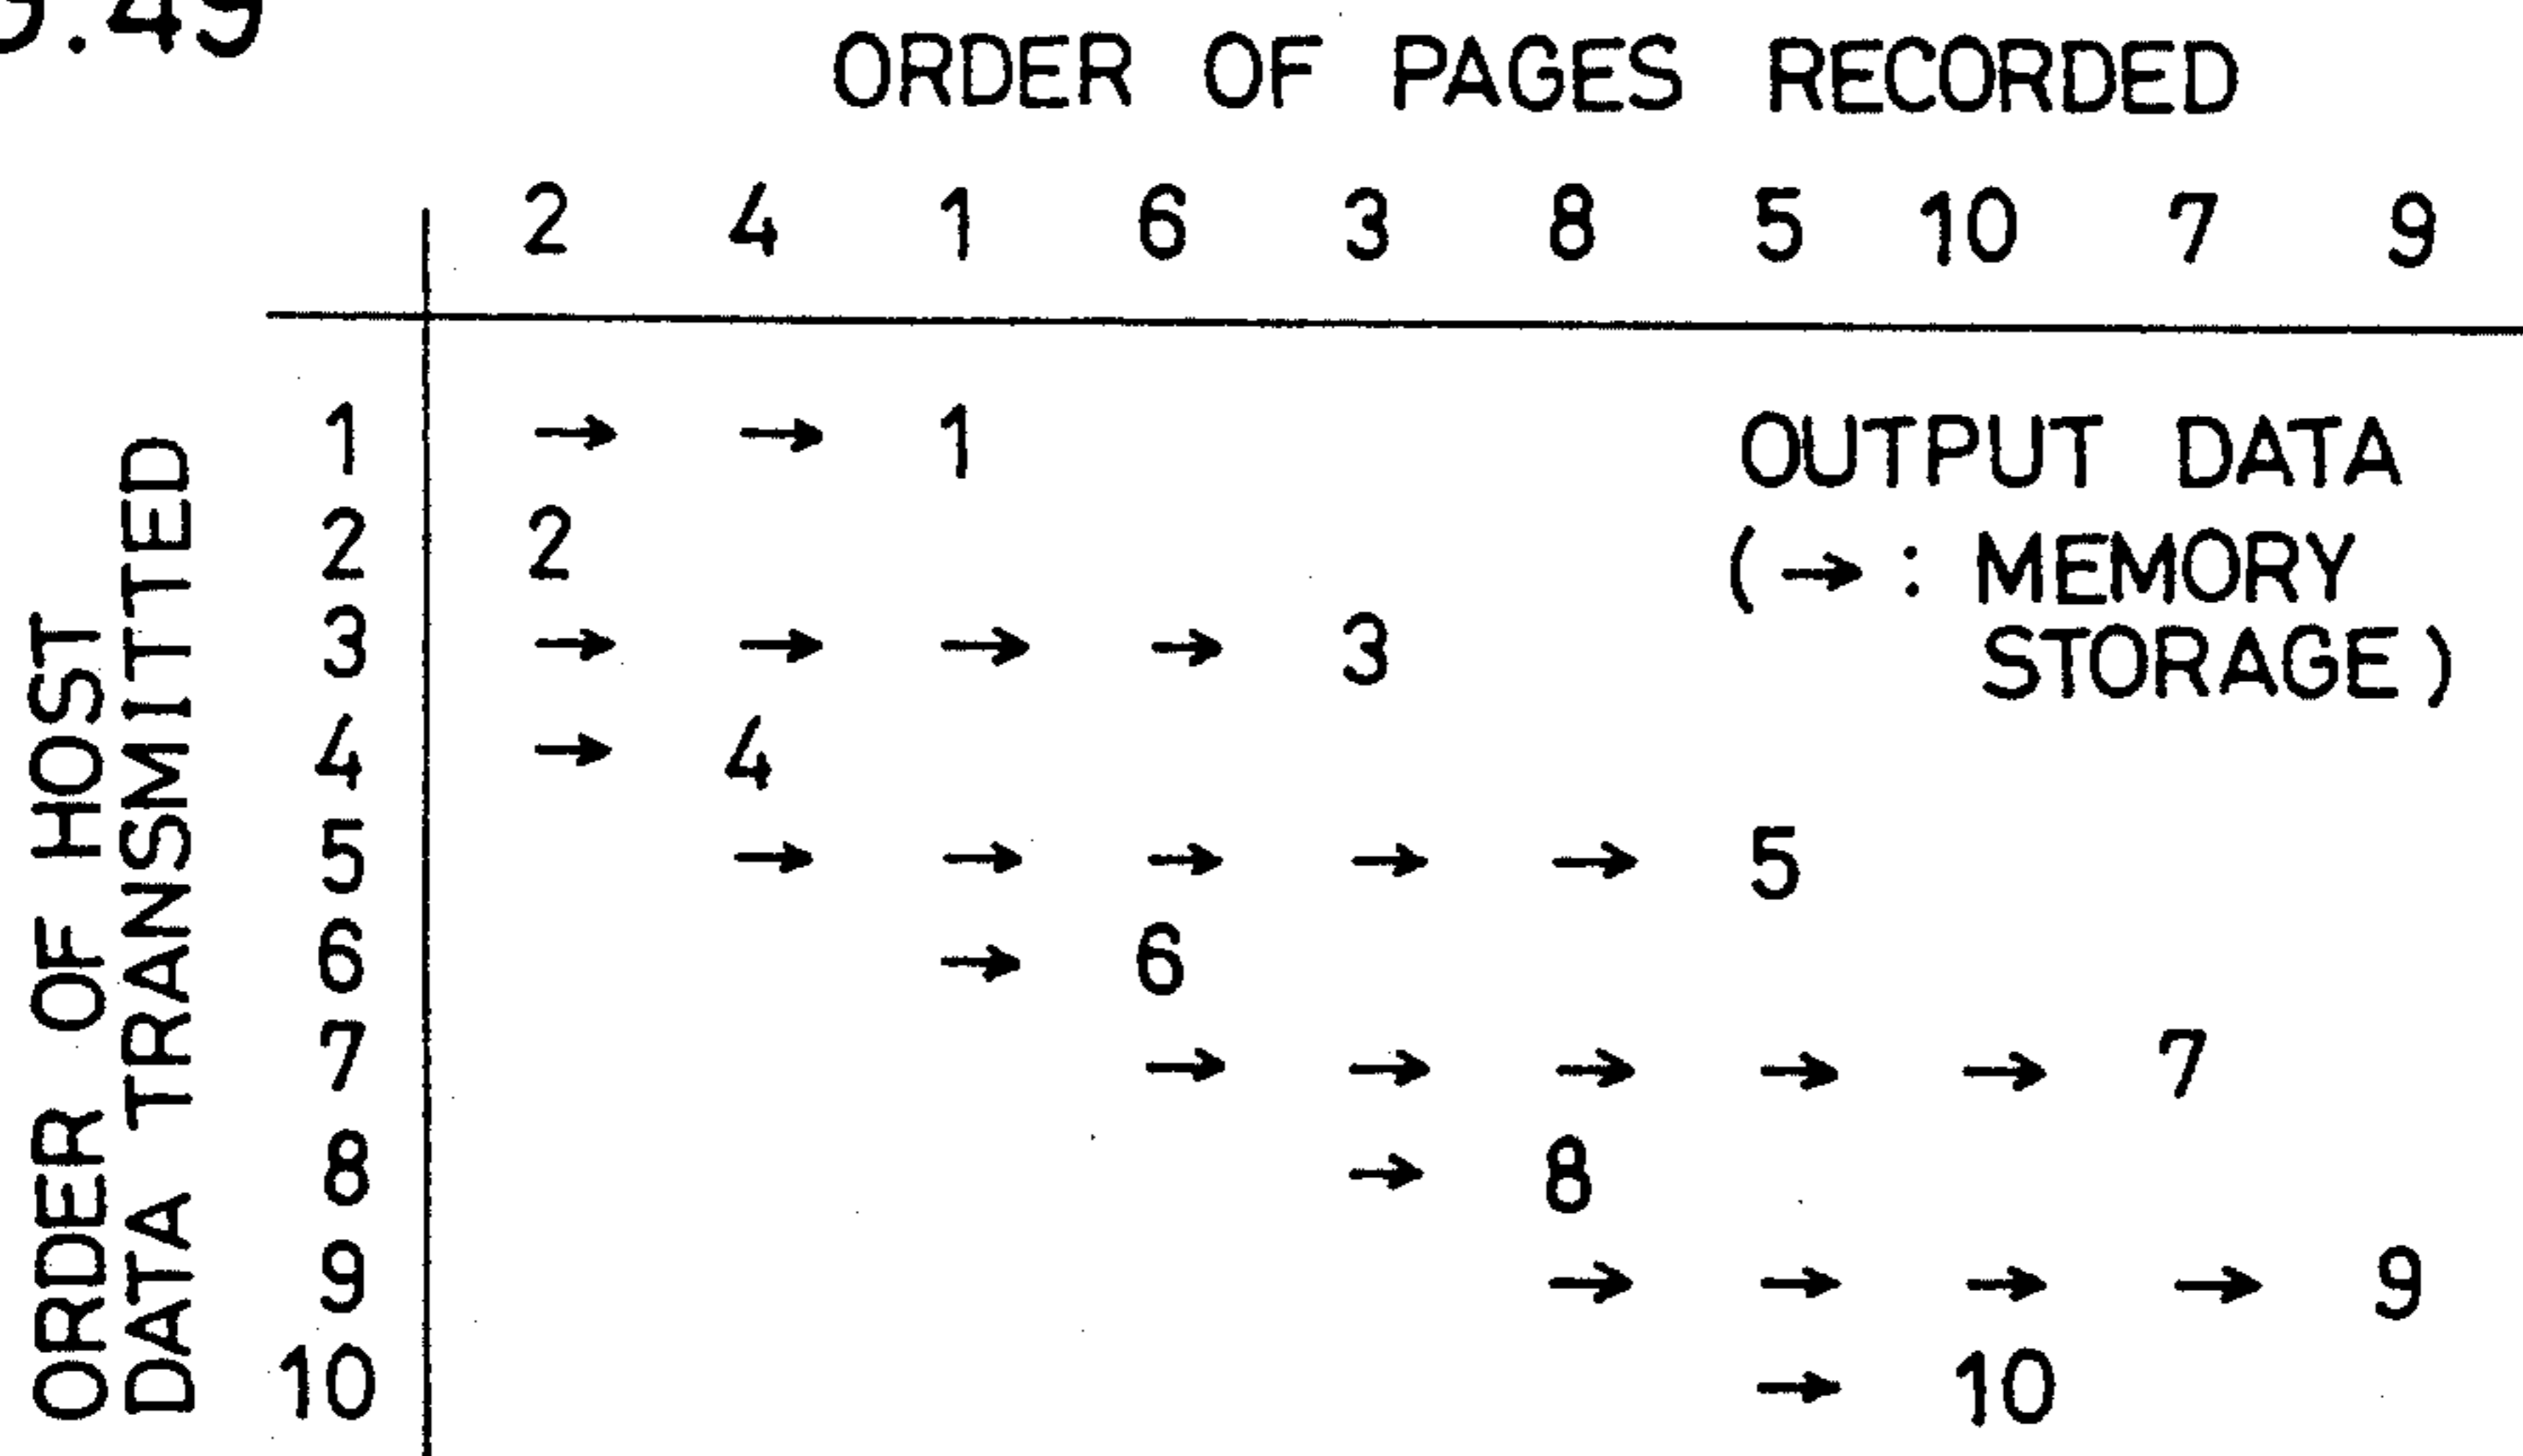 9.49
ORDER OF PAGES RECORDED
2 4 1 6 3 8 5 10 7 9
ORDER OF HOST
DATA TRANSMITTED
1 → → 1
2 2
3 → → → → 3
4 → 4
5 → → → → → 5
6 → 6
7 → → → → → 7
8 → 8
9 → → → → 9
10 → 10
OUTPUT DATA
(→ : MEMORY
STORAGE)